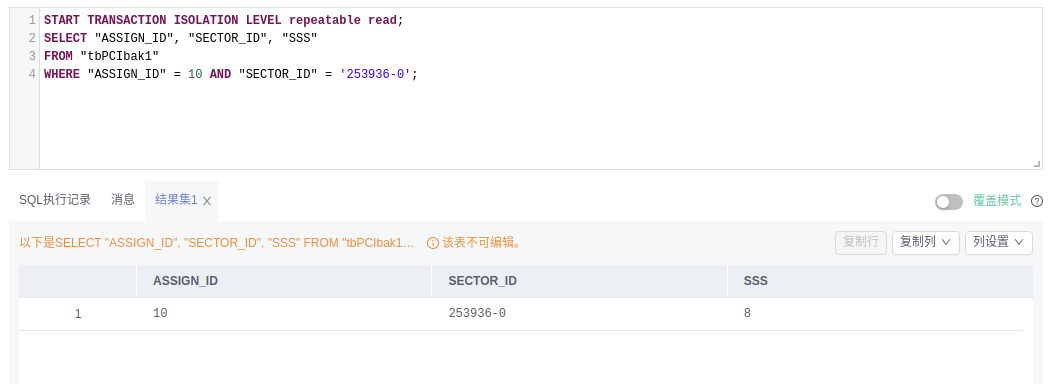 1 START TRANSACTION ISOLATION LEVEL repeatable read;
2 SELECT "ASSIGN_ID", "SECTOR_ID", "SSS"
3 FROM "tbPCIbak1"
4 WHERE "ASSIGN_ID" = 10 AND "SECTOR_ID" = '253936-0';
SQL执行记录 消息 结果集1 覆盖模式
以下是SELECT "ASSIGN_ID", "SECTOR_ID", "SSS" FROM "tbPCIbak1... 该表不可编辑。 复制行 复制列 列设置
ASSIGN_ID SECTOR_ID SSS
1 10 253936-0 8